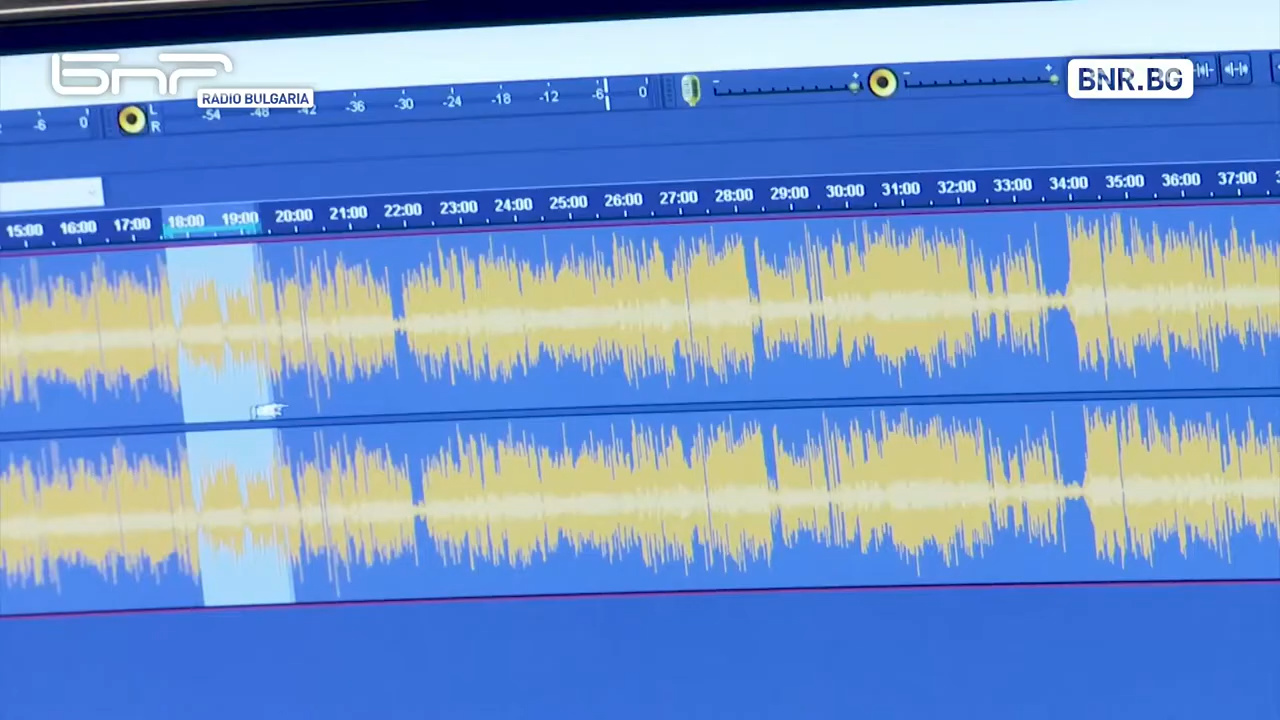 бнр
RADIO BULGARIA
BNR.BG
-6 0 L R -54 -48 -42 -36 -30 -24 -18 -12 -6 0
15:00 16:00 17:00 18:00 19:00 20:00 21:00 22:00 23:00 24:00 25:00 26:00 27:00 28:00 29:00 30:00 31:00 32:00 33:00 34:00 35:00 36:00 37:00